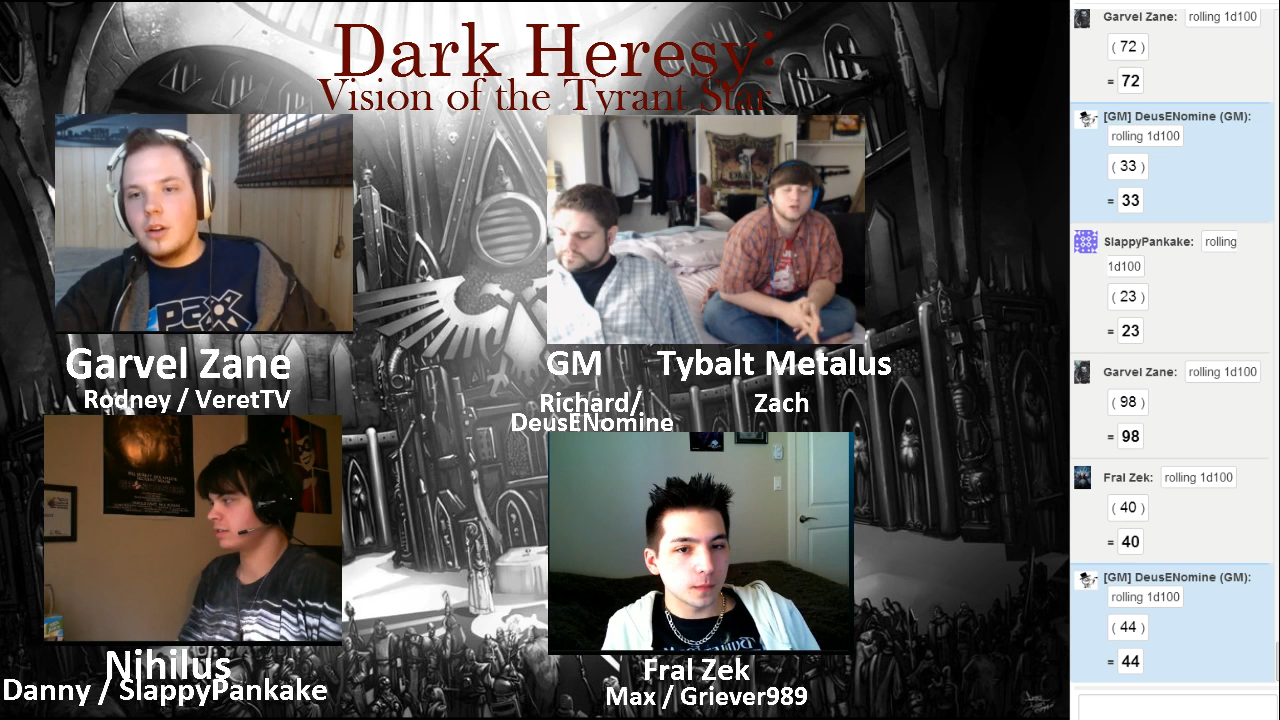 Dark Heresy:
Vision of the Tyrant Star
Garvel Zane
Rodney / VeretTV
GM Tybalt Metalus
Richard/ Zach
DeusENomine
Nihilus
Danny / SlappyPankake
Fral Zek
Max / Griever989
pax
Garvel Zane: rolling 1d100
( 72 )
= 72
[GM] DeusENomine (GM):
rolling 1d100
( 33 )
= 33
SlappyPankake: rolling
1d100
( 23 )
= 23
Garvel Zane: rolling 1d100
( 98 )
= 98
Fral Zek: rolling 1d100
( 40 )
= 40
[GM] DeusENomine (GM):
rolling 1d100
( 44 )
= 44